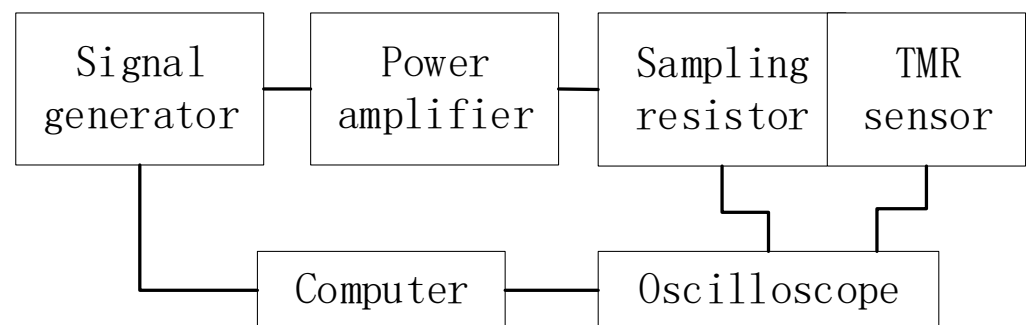 Signal
generator
Power
amplifier
Sampling
resistor
TMR
sensor
Computer
Oscilloscope